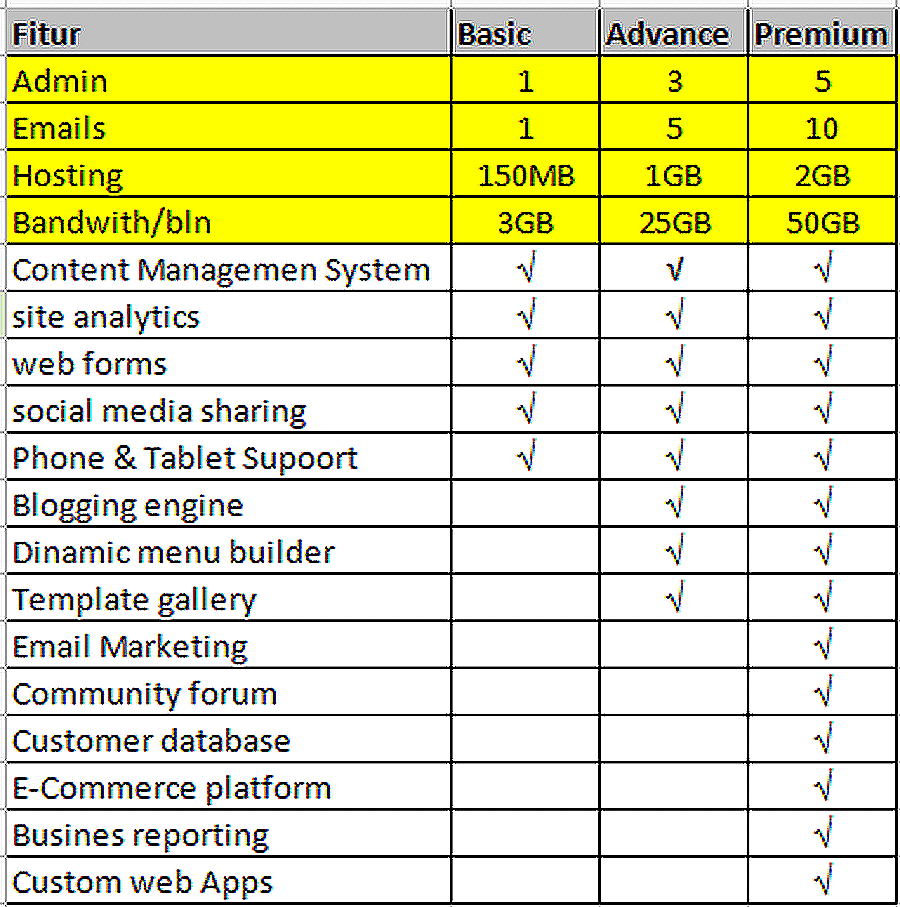 Fitur Basic Advance Premium
Admin 1 3 5
Emails 1 5 10
Hosting 150MB 1GB 2GB
Bandwith/bln 3GB 25GB 50GB
Content Managemen System √ √ √
site analytics √ √ √
web forms √ √ √
social media sharing √ √ √
Phone & Tablet Supoort √ √ √
Blogging engine √ √
Dinamic menu builder √ √
Template gallery √ √
Email Marketing √
Community forum √
Customer database √
E-Commerce platform √
Busines reporting √
Custom web Apps √